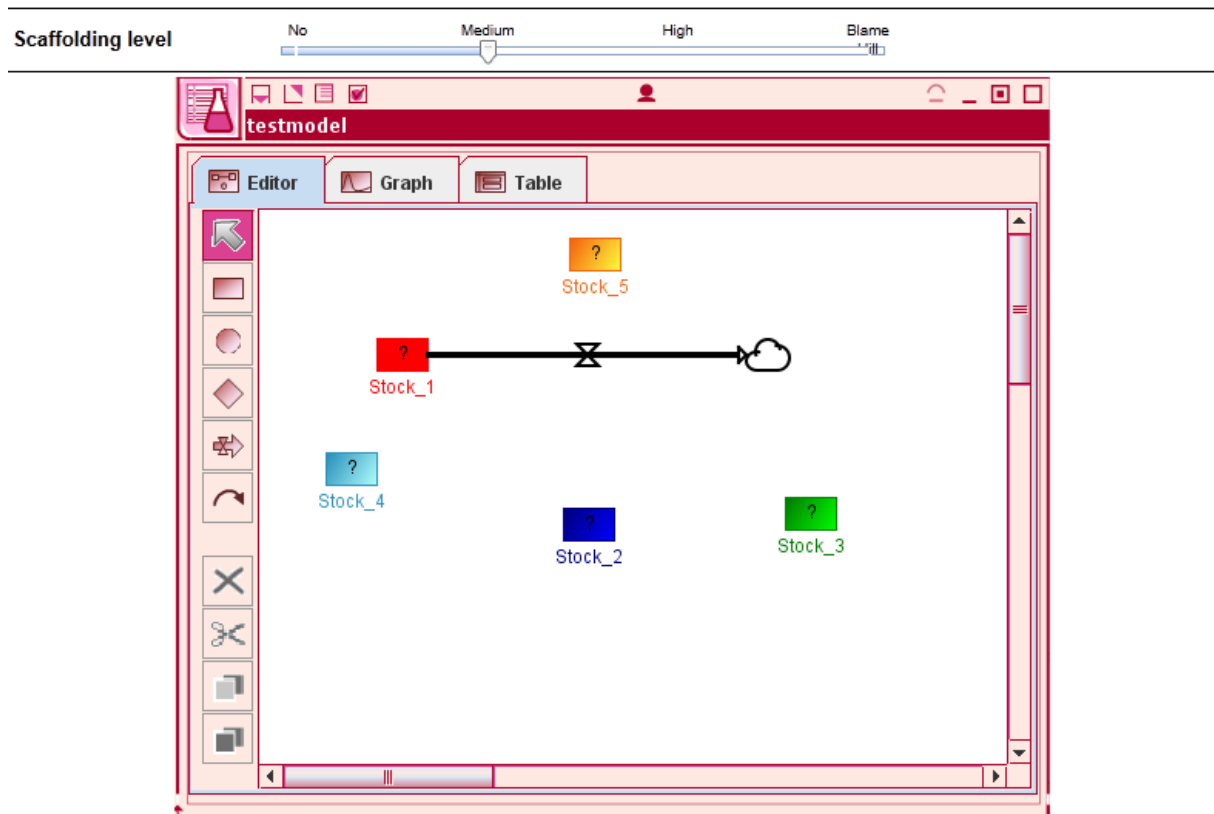 Scaffolding level
No Medium High Blame
testmodel
Editor Graph Table
?
Stock_5
?
Stock_1
?
Stock_4
?
Stock_2
?
Stock_3